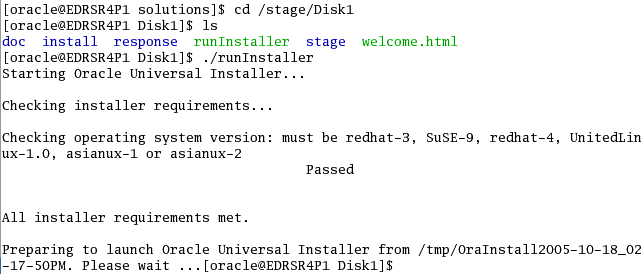 [oracle@EDRSR4P1 solutions]$ cd /stage/Disk1
[oracle@EDRSR4P1 Disk1]$ ls
doc  install  response  runInstaller  stage  welcome.html
[oracle@EDRSR4P1 Disk1]$ ./runInstaller
Starting Oracle Universal Installer...
Checking installer requirements...
Checking operating system version: must be redhat-3, SuSE-9, redhat-4, UnitedLin
ux-1.0, asianux-1 or asianux-2
Passed
All installer requirements met.
Preparing to launch Oracle Universal Installer from /tmp/OraInstall2005-10-18_02
-17-50PM. Please wait ...[oracle@EDRSR4P1 Disk1]$